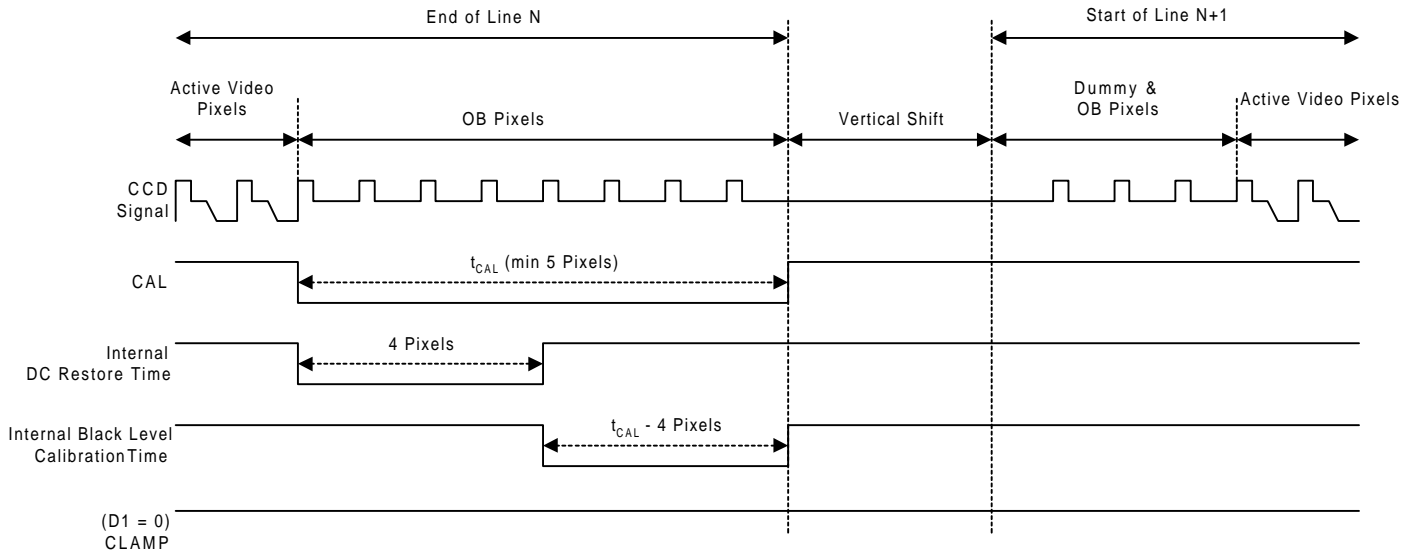 End of Line N
Start of Line N+1
Active Video
Pixels
OB Pixels
Vertical Shift
Dummy &
OB Pixels
Active Video Pixels
CCD
Signal
CAL
tCAL (min 5 Pixels)
Internal
DC Restore Time
4 Pixels
Internal Black Level
Calibration Time
tCAL - 4 Pixels
(D1 = 0)
CLAMP